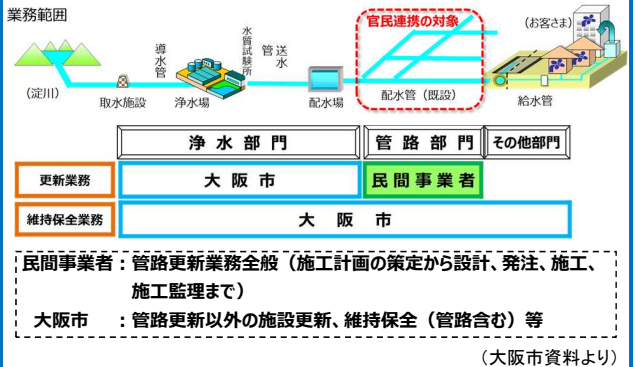 業務範囲
官民連携の対象
(お客さま)
導水管
水質試験所
送水管
(淀川)
取水施設
浄水場
配水場
配水管(既設)
給水管
浄水部門
管路部門
その他部門
更新業務
大阪市
民間事業者
維持保全業務
大阪市
民間事業者：管路更新業務全般（施工計画の策定から設計、発注、施工、
施工監理まで）
大阪市　：管路更新以外の施設更新、維持保全（管路含む）等
（大阪市資料より）